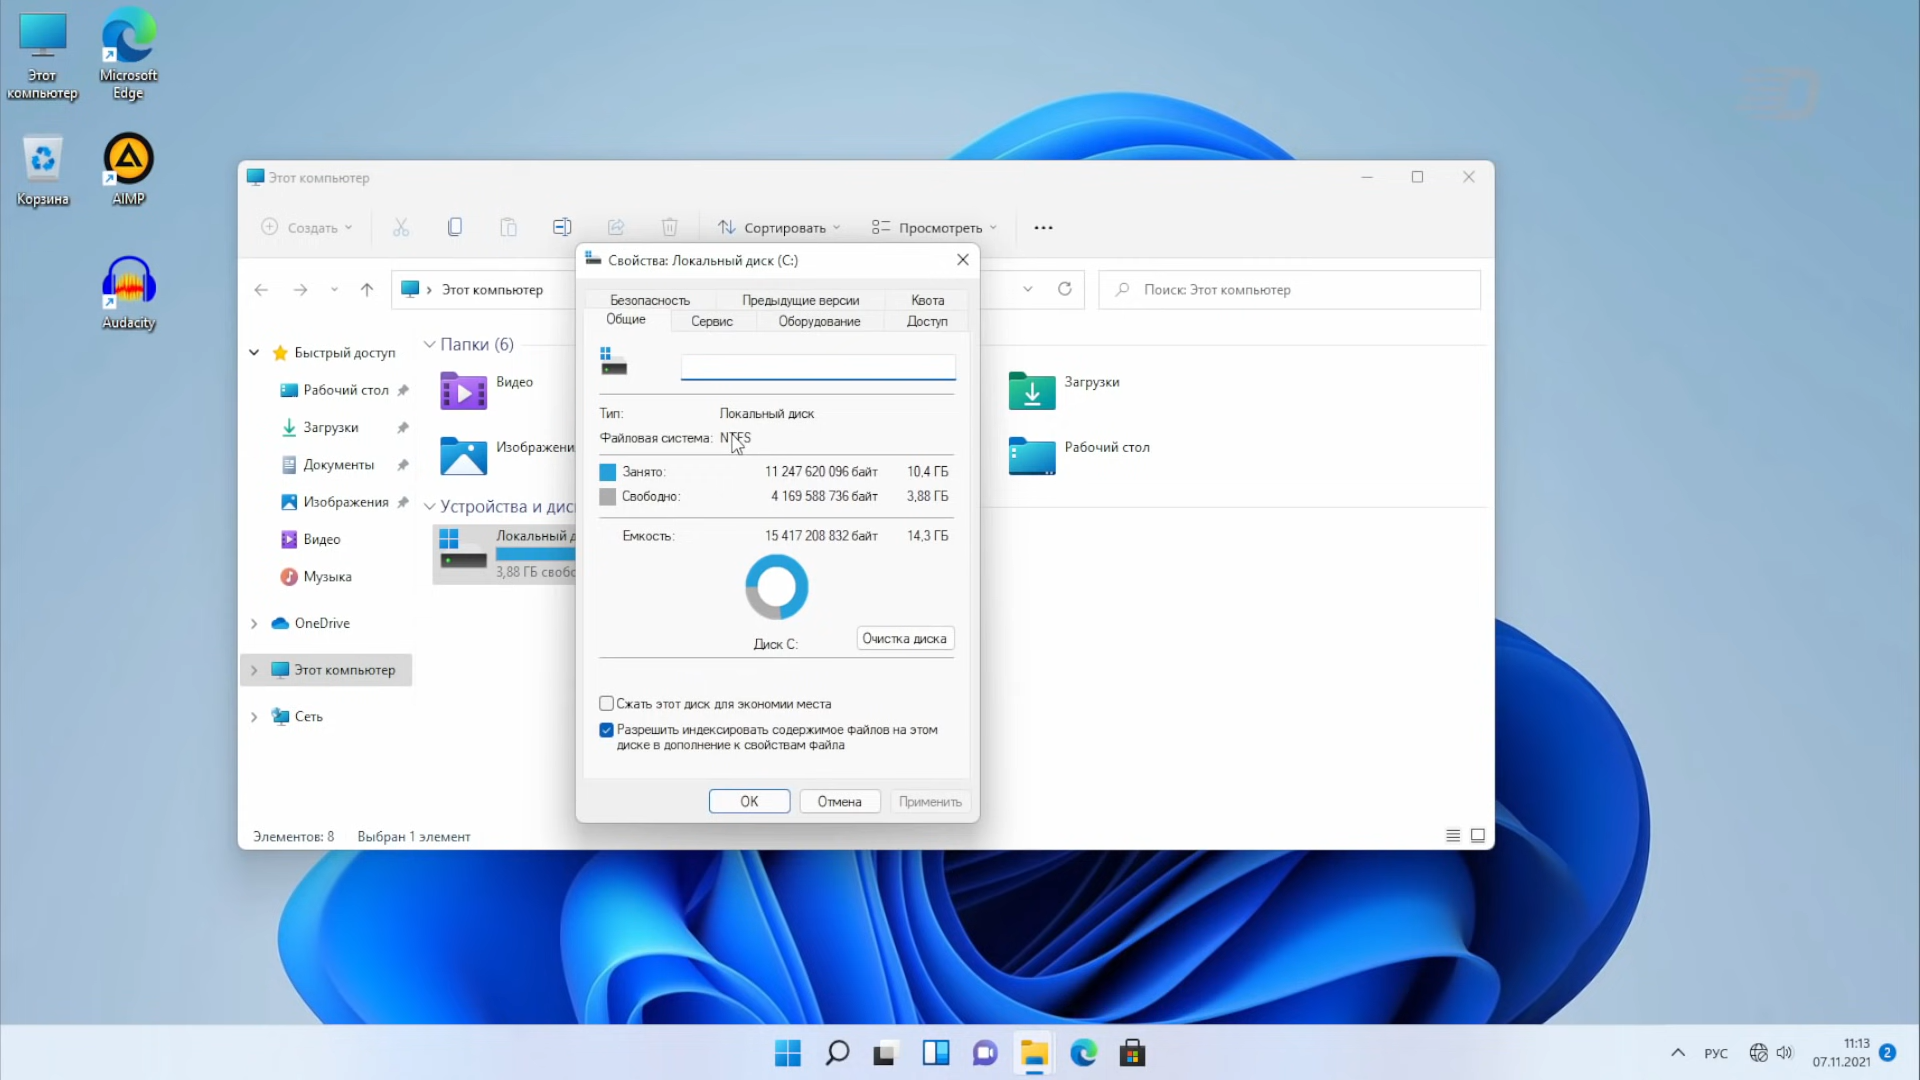 Этот
компьютер
Microsoft
Edge
Корзина
AIMP
Audacity
Этот компьютер
Создать
Сортировать
Просмотреть
Этот компьютер
Поиск: Этот компьютер
Быстрый доступ
Рабочий стол
Загрузки
Документы
Изображения
Видео
Музыка
OneDrive
Этот компьютер
Сеть
Папки (6)
Видео
Изображени
Загрузки
Рабочий стол
Устройства и дис
Локальный д
3,88 ГБ своб
Элементов: 8 Выбран 1 элемент
Свойства: Локальный диск (C:)
Безопасность Предыдущие версии Квота
Общие Сервис Оборудование Доступ
Тип: Локальный диск
Файловая система: NTFS
Занято: 11 247 620 096 байт 10,4 ГБ
Свободно: 4 169 588 736 байт 3,88 ГБ
Емкость: 15 417 208 832 байт 14,3 ГБ
Диск C:
Очистка диска
Сжать этот диск для экономии места
Разрешить индексировать содержимое файлов на этом
диске в дополнение к свойствам файла
ОК
Отмена
Применить
РУС
11:13
07.11.2021
2